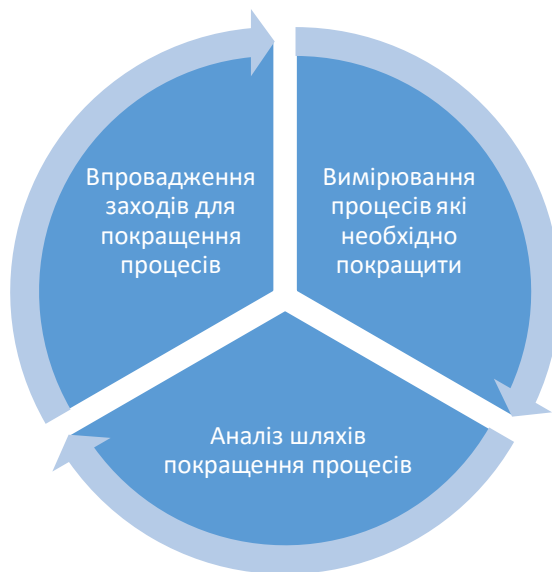 Впровадження
заходів для
покращення
процесів
Вимірювання
процесів які
необхідно
покращити
Аналіз шляхів
покращення процесів